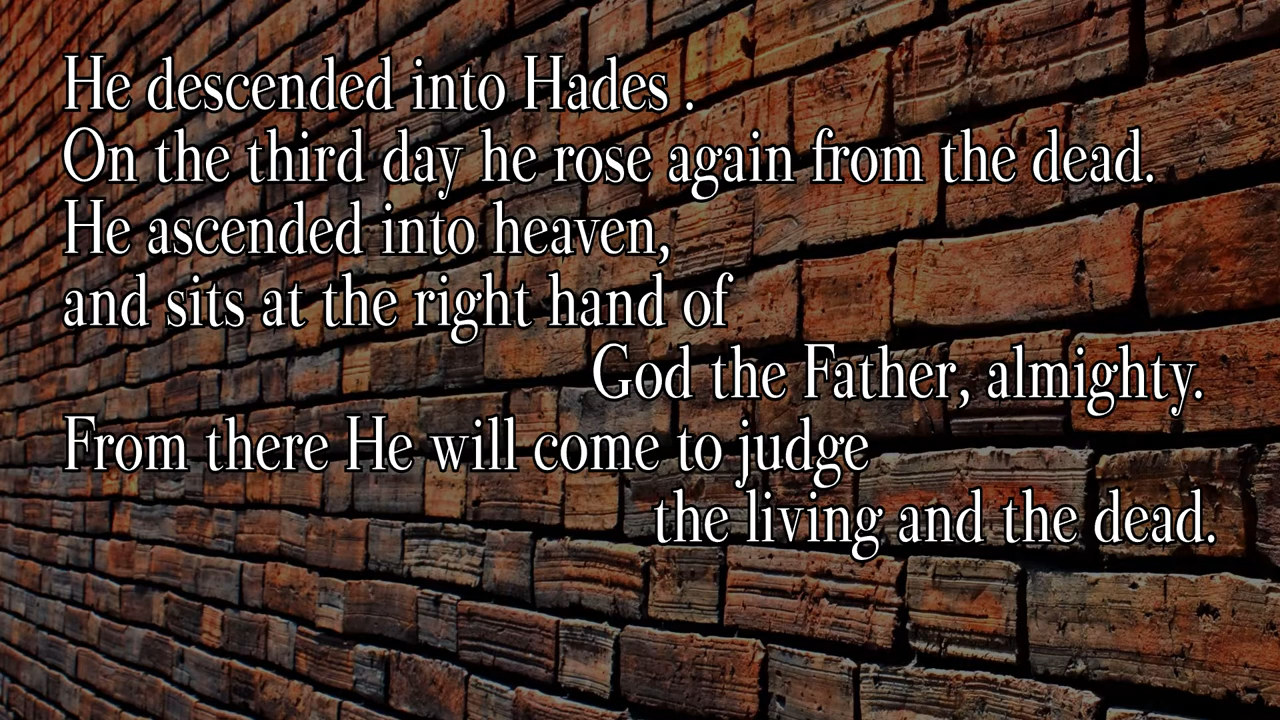 He descended into Hades .
On the third day he rose again from the dead.
He ascended into heaven,
and sits at the right hand of
God the Father, almighty.
From there He will come to judge
the living and the dead.